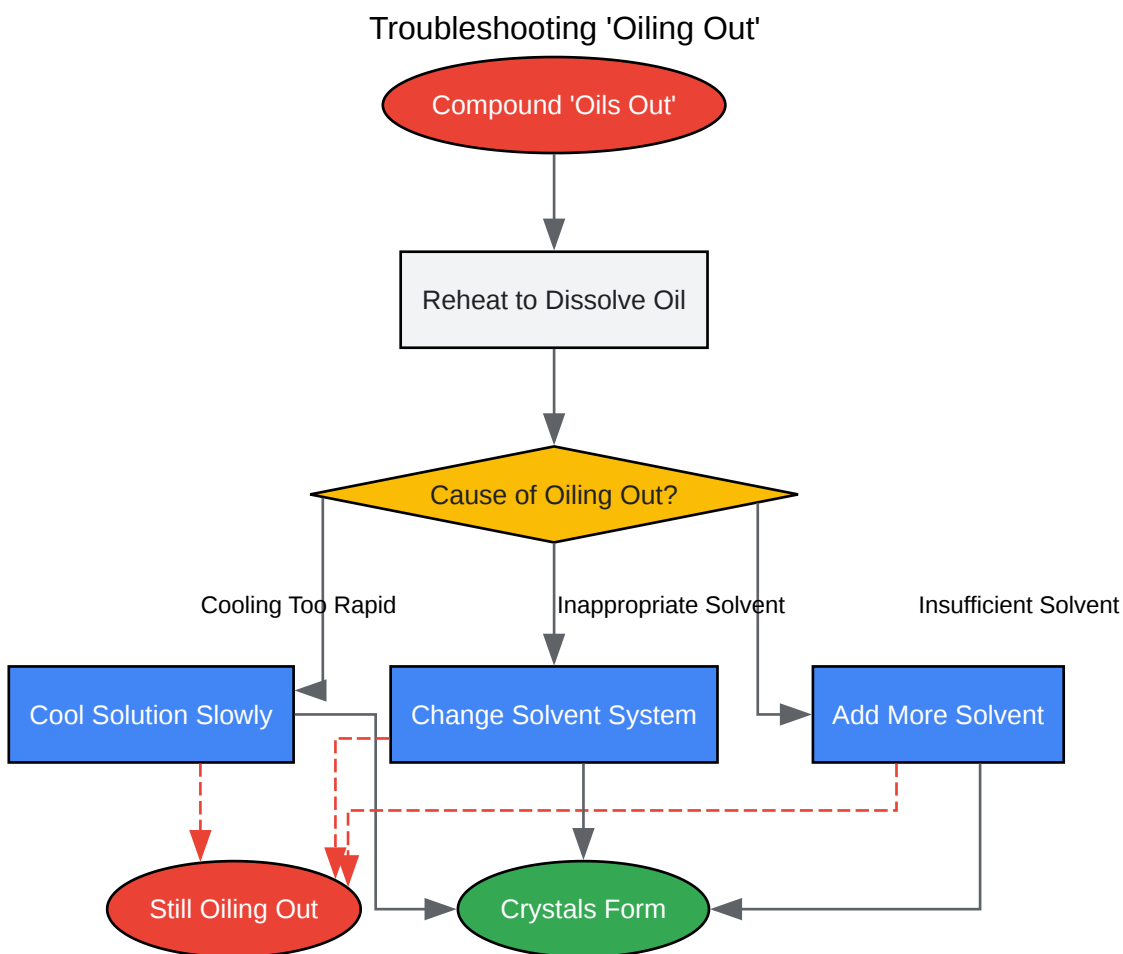 Troubleshooting 'Oiling Out'
Compound 'Oils Out'
Reheat to Dissolve Oil
Cause of Oiling Out?
Cooling Too Rapid
Inappropriate Solvent
Insufficient Solvent
Cool Solution Slowly
Change Solvent System
Add More Solvent
Still Oiling Out
Crystals Form